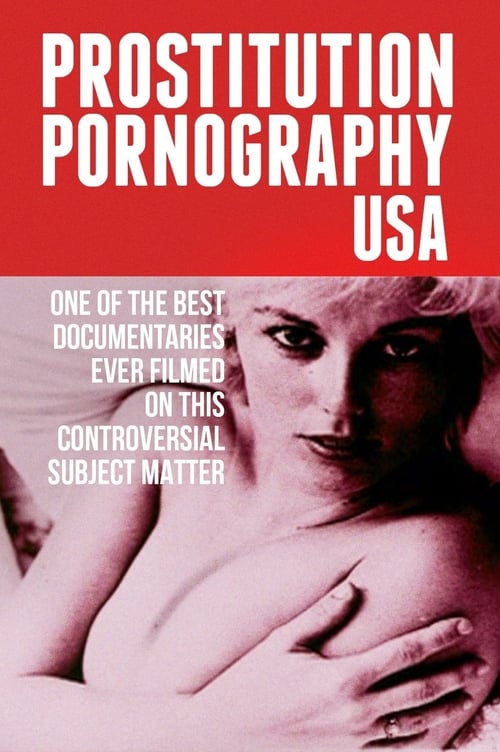 PROSTITUTION
PORNOGRAPHY
USA
ONE OF THE BEST
DOCUMENTARIES
EVER FILMED
ON THIS
CONTROVERSIAL
SUBJECT MATTER